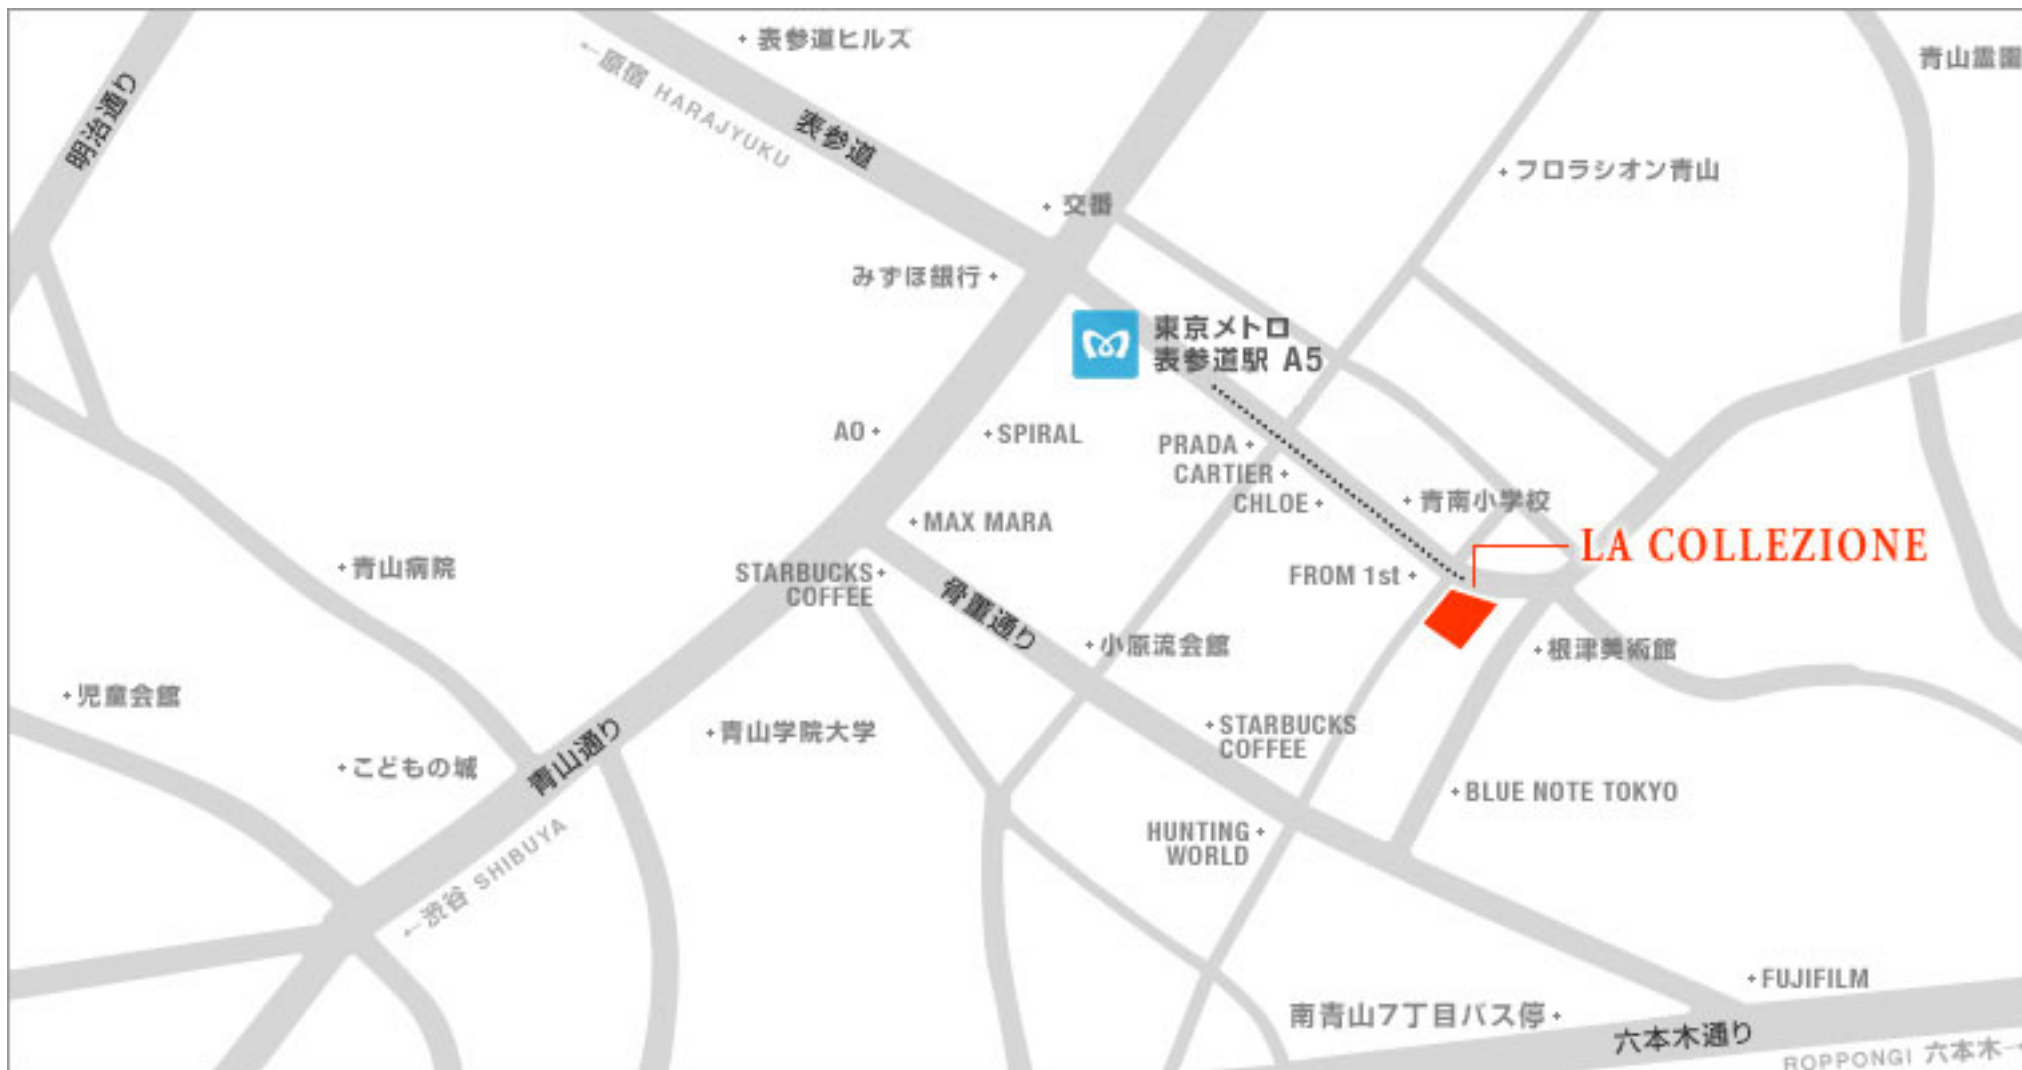 表参道ヒルズ
青山霊園
←原宿 HARAJYUKU
明治通り
表参道
フロラシオン青山
交番
みずほ銀行
東京メトロ
表参道駅 A5
AO
SPIRAL
PRADA
CARTIER
CHLOE
青南小学校
MAX MARA
LA COLLEZIONE
青山病院
STARBUCKS
COFFEE
FROM 1st
骨董通り
小原流会館
根津美術館
児童会館
STARBUCKS
COFFEE
青山学院大学
青山通り
こどもの城
BLUE NOTE TOKYO
HUNTING
WORLD
←渋谷 SHIBUYA
FUJIFILM
南青山7丁目バス停
六本木通り
ROPPONGI 六本木→